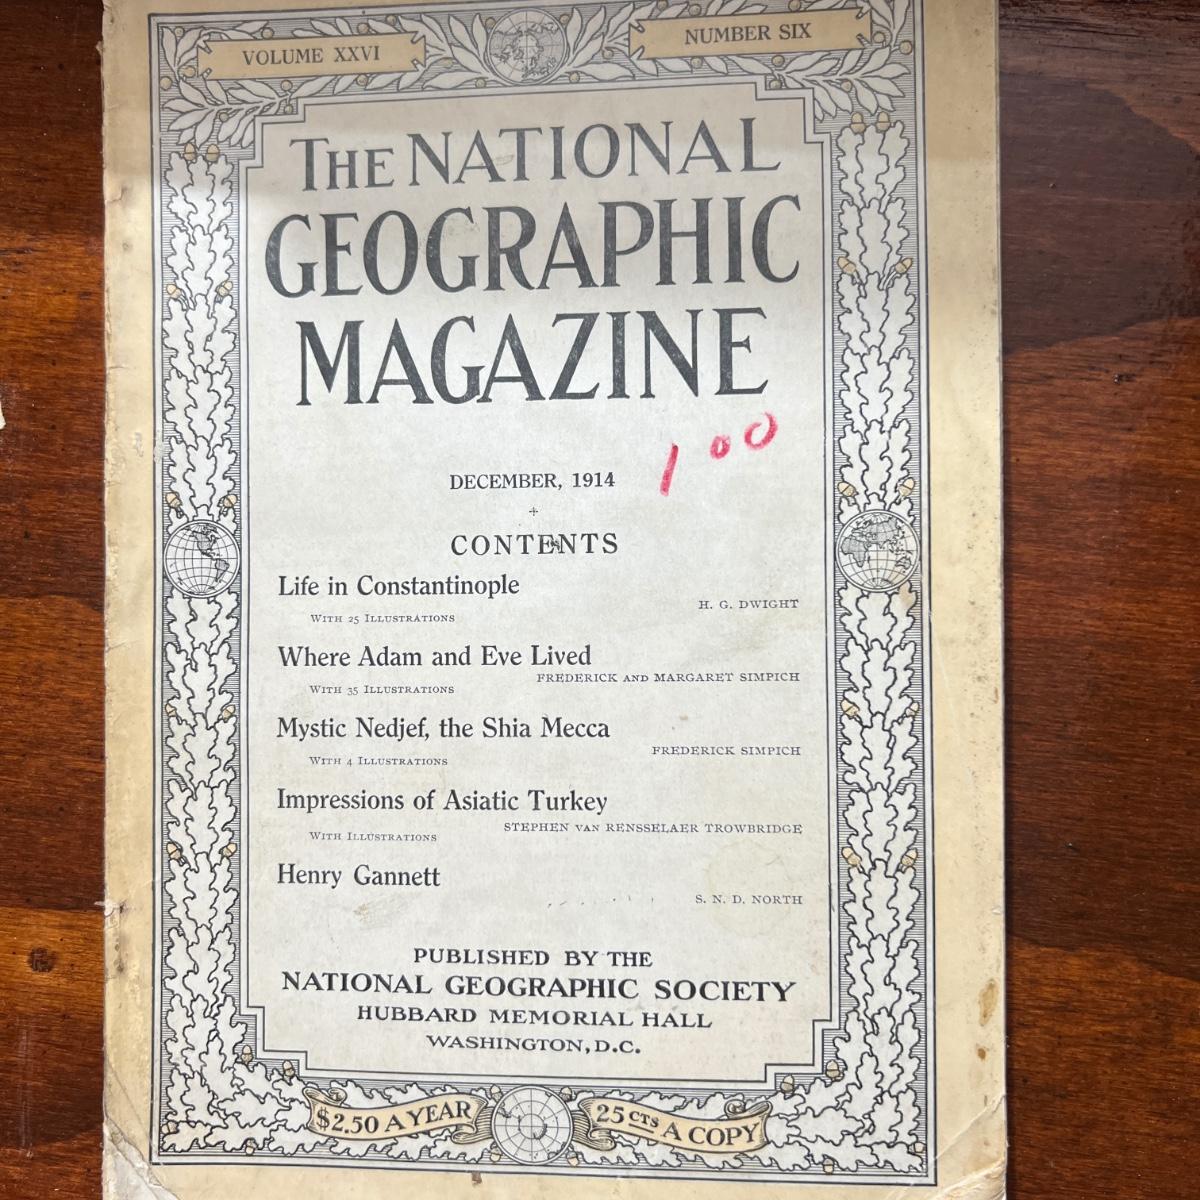 VOLUME XXVI
NUMBER SIX
THE NATIONAL
GEOGRAPHIC
MAGAZINE
1 00
DECEMBER, 1914
CONTENTS
Life in Constantinople
H. G. DWIGHT
WITH 25 ILLUSTRATIONS
Where Adam and Eve Lived
FREDERICK AND MARGARET SIMPICH
WITH 35 ILLUSTRATIONS
Mystic Nedjef, the Shia Mecca
FREDERICK SIMPICH
WITH 4 ILLUSTRATIONS
Impressions of Asiatic Turkey
STEPHEN VAN RENSSELAER TROWBRIDGE
WITH ILLUSTRATIONS
Henry Gannett
S. N. D. NORTH
PUBLISHED BY THE
NATIONAL GEOGRAPHIC SOCIETY
HUBBARD MEMORIAL HALL
WASHINGTON, D.C.
$2.50 A YEAR
25 CTS A COPY